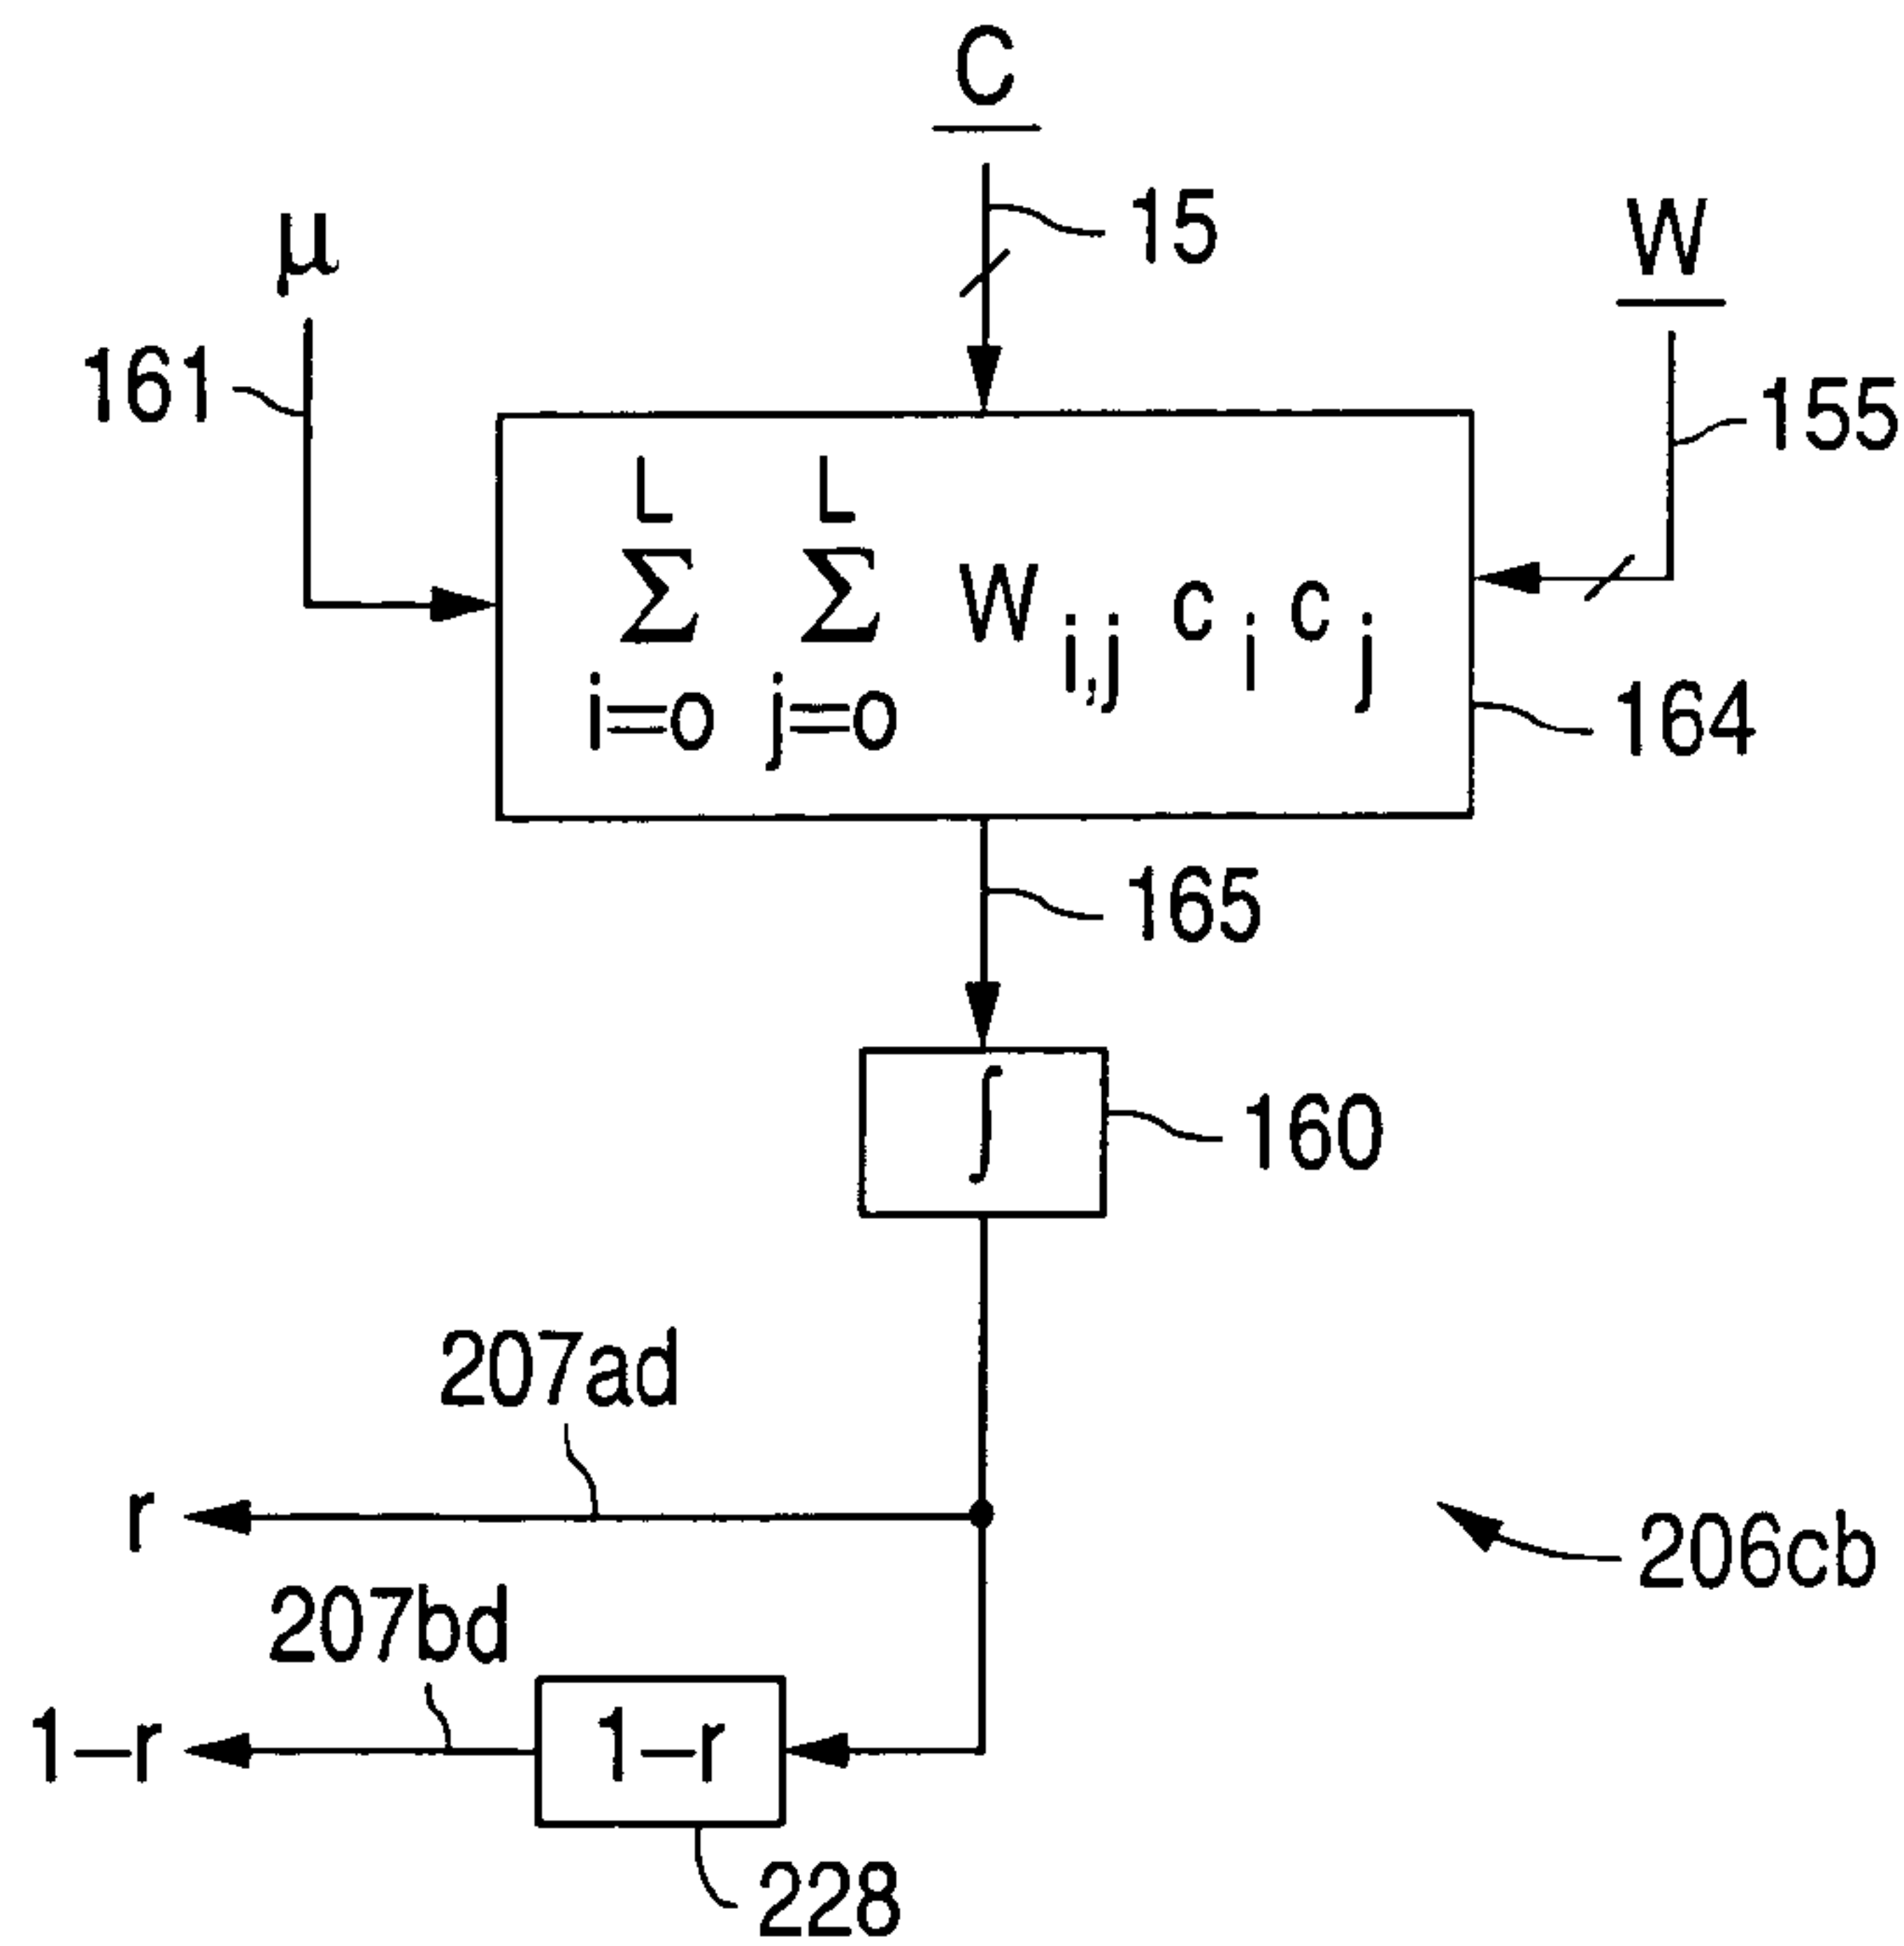 C
15
μ
W
161
155
L L
Σ Σ W i,j c i c j
i=o j=o
164
165
∫
160
207ad
r
206cb
207bd
1–r
1–r
228